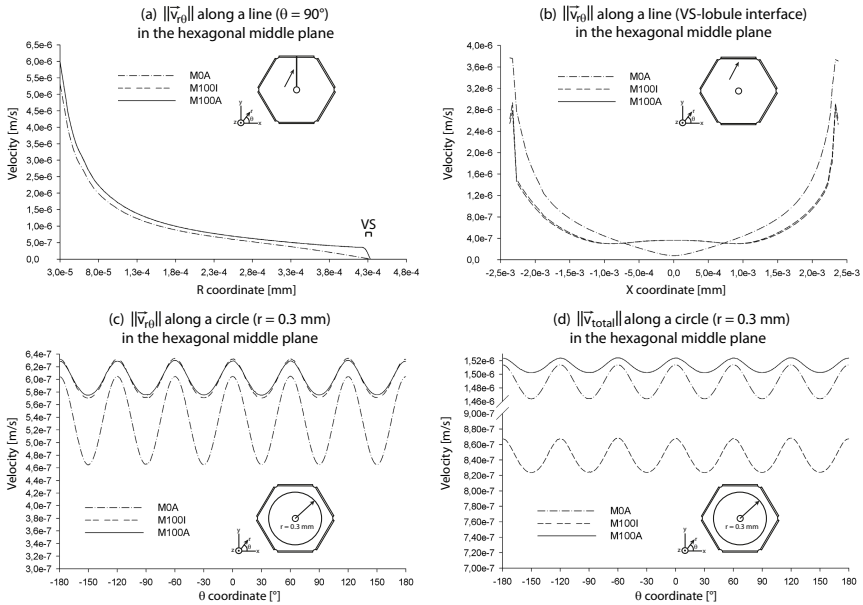 (a) ||v⃗rθ|| along a line (θ = 90°)
in the hexagonal middle plane
6,5e-6
6,0e-6
5,5e-6
5,0e-6
4,5e-6
4,0e-6
3,5e-6
3,0e-6
2,5e-6
2,0e-6
1,5e-6
1,0e-6
5,0e-7
0,0
Velocity [m/s]
M0A
M100I
M100A
y
r
θ
z
x
VS
3,0e-5
8,0e-5
1,3e-4
1,8e-4
2,3e-4
3,3e-4
3,8e-4
4,3e-4
4,8e-4
R coordinate [mm]
(b) ||v⃗rθ|| along a line (VS-lobule interface)
in the hexagonal middle plane
4,0e-6
3,6e-6
3,2e-6
2,8e-6
2,4e-6
2,0e-6
1,6e-6
1,2e-6
8,0e-7
4,0e-7
0,0
Velocity [m/s]
M0A
M100I
M100A
y
r
θ
z
x
-2,5e-3
-2,0e-3
-1,5e-3
-1,0e-3
-5,0e-4
0,0
5,0e-4
1,0e-3
1,5e-3
2,0e-3
2,5e-3
X coordinate [mm]
(c) ||v⃗rθ|| along a circle (r = 0.3 mm)
in the hexagonal middle plane
6,4e-7
6,2e-7
6,0e-7
5,8e-7
5,6e-7
5,4e-7
5,2e-7
5,0e-7
4,8e-7
4,6e-7
4,4e-7
4,2e-7
4,0e-7
3,8e-7
3,6e-7
3,4e-7
3,2e-7
3,0e-7
Velocity [m/s]
M0A
M100I
M100A
y
r
θ
z
x
r = 0.3 mm
-180 -150 -120 -90 -60 -30 0 30 60 90 120 150 180
θ coordinate [°]
(d) ||v⃗total|| along a circle (r = 0.3 mm)
in the hexagonal middle plane
1,52e-6
1,50e-6
1,48e-6
1,46e-6
9,00e-7
8,80e-7
8,60e-7
8,40e-7
8,20e-7
8,00e-7
7,80e-7
7,60e-7
7,40e-7
7,20e-7
7,00e-7
Velocity [m/s]
M0A
M100I
M100A
y
r
θ
z
x
r = 0.3 mm
-180 -150 -120 -90 -60 -30 0 30 60 90 120 150 180
θ coordinate [°]